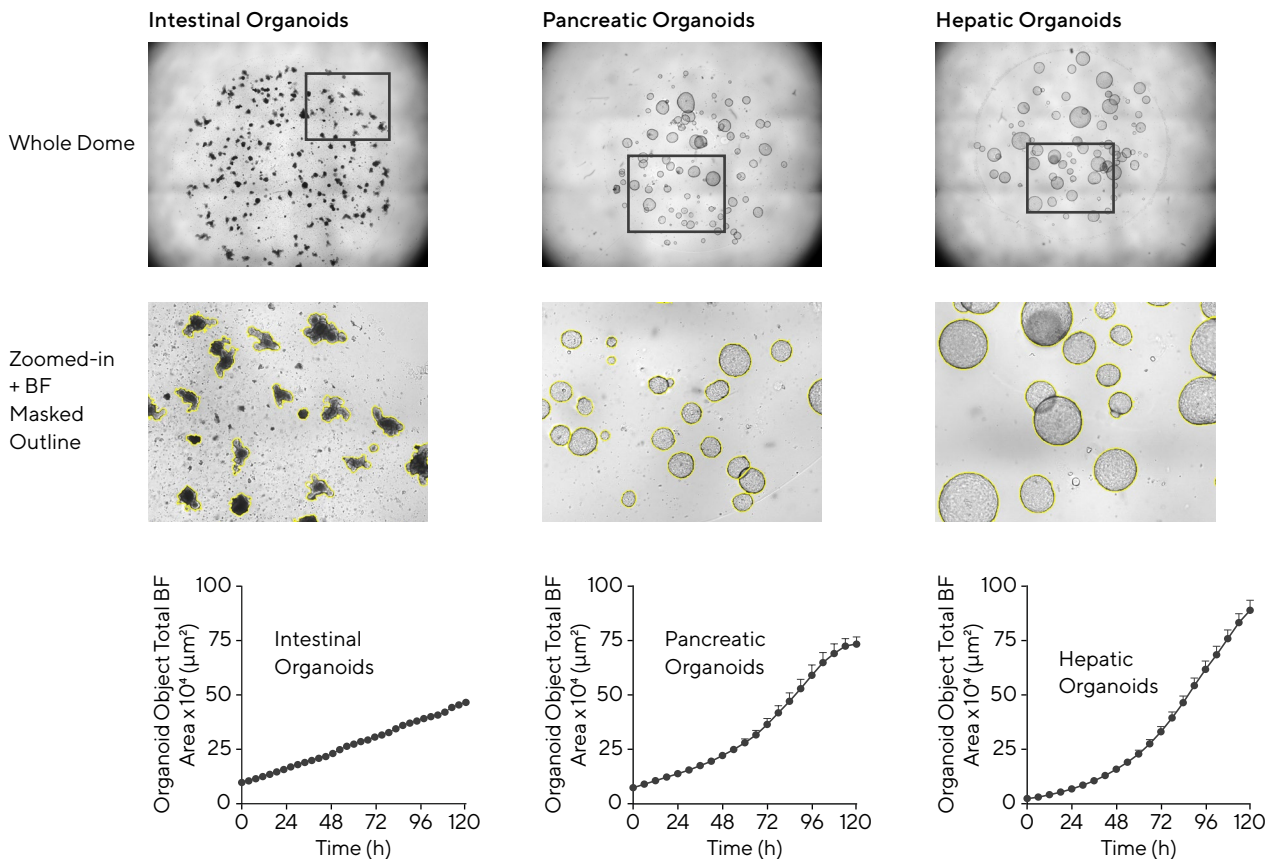 Intestinal Organoids
Pancreatic Organoids
Hepatic Organoids
Whole Dome
Zoomed-in
+ BF
Masked
Outline
Organoid Object Total BF
Area x10⁴ (µm²)
100
75
50
25
0
Intestinal
Organoids
0 24 48 72 96 120
Time (h)
Organoid Object Total BF
Area x10⁴ (µm²)
100
75
50
25
0
Pancreatic
Organoids
0 24 48 72 96 120
Time (h)
Organoid Object Total BF
Area x10⁴ (µm²)
100
75
50
25
0
Hepatic
Organoids
0 24 48 72 96 120
Time (h)